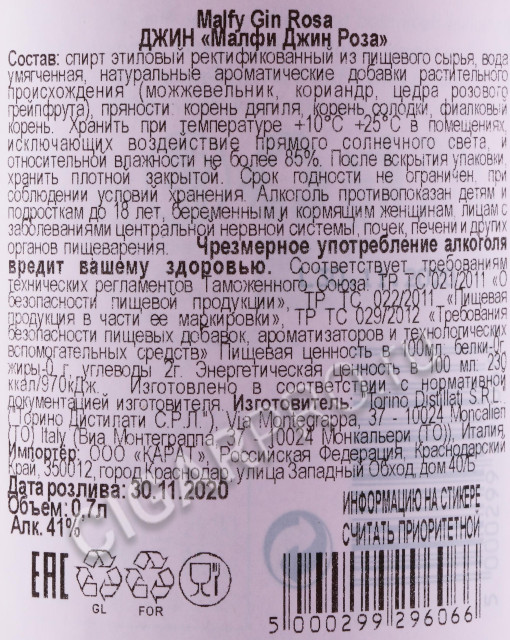 Malfy Gin Rosa
ДЖИН «Малфи Джин Роза»
Состав: спирт этиловый ректификованный из пищевого сырья, вода
умягченная, натуральные ароматические добавки растительного
происхождения (можжевельник, кориандр, цедра розового
грейпфрута), пряности: корень дягиля, корень солодки, фиалковый
корень. Хранить при температуре +10°С +25°С в помещениях,
исключающих воздействие прямого солнечного света, и
относительной влажности не более 85%. После вскрытия упаковки,
хранить плотной закрытой. Срок годности не ограничен при
соблюдении условий хранения. Алкоголь противопоказан детям и
подросткам до 18 лет, беременным и кормящим женщинам, лицам с
заболеваниями центральной нервной системы, почек, печени и других
органов пищеварения. Чрезмерное употребление алкоголя
вредит вашему здоровью. Соответствует требованиям
технических регламентов Таможенного Союза: ТР ТС 021/2011 «О
безопасности пищевой продукции», ТР ТС 022/2011 «Пищевая
продукция в части ее маркировки», ТР ТС 029/2012 «Требования
безопасности пищевых добавок, ароматизаторов и технологических
вспомогательных средств» Пищевая ценность в 100мл. белки-0г,
жиры-0 г, углеводы 2г. Энергетическая ценность в 100 мл: 230
ккал/970кДж. Изготовлено в соответствии с нормативной
документацией изготовителя. Изготовитель: "Torino Distillati S.R.L."
("Торино Дистилати С.Р.Л."), Via Montegrappa, 37 - 10024 Moncalieri
(TO) Italy (Виа Монтеграппа, 37 - 10024 Монкальери (ТО)), Италия.
Импортер: ООО «КАРАТ», Российская Федерация, Краснодарский
Край, 350012, город Краснодар, улица Западный Обход, дом 40/Б
Дата розлива: 30.11.2020
Объем: 0,7л
Алк. 41%
ИНФОРМАЦИЮ НА СТИКЕРЕ
СЧИТАТЬ ПРИОРИТЕТНОЙ
EAC
GL FOR
5 000299 296066
CIGARPRO.ru